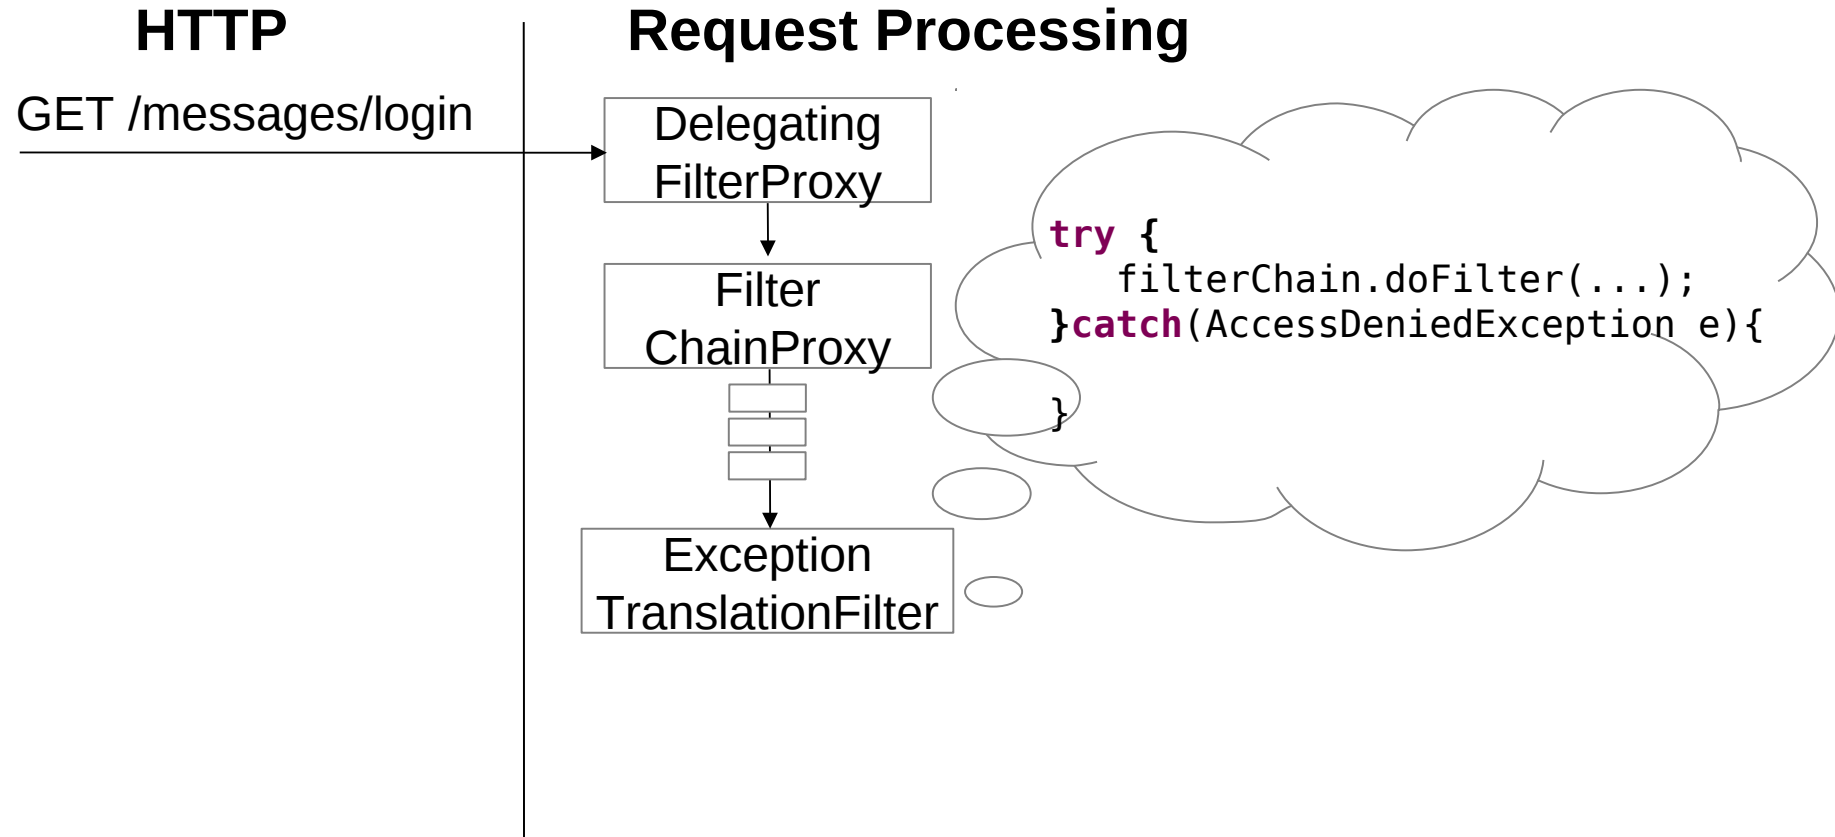 HTTP
Request Processing
GET /messages/login
Delegating
FilterProxy
Filter
ChainProxy
Exception
TranslationFilter
try {
   filterChain.doFilter(...);
}catch(AccessDeniedException e){
}